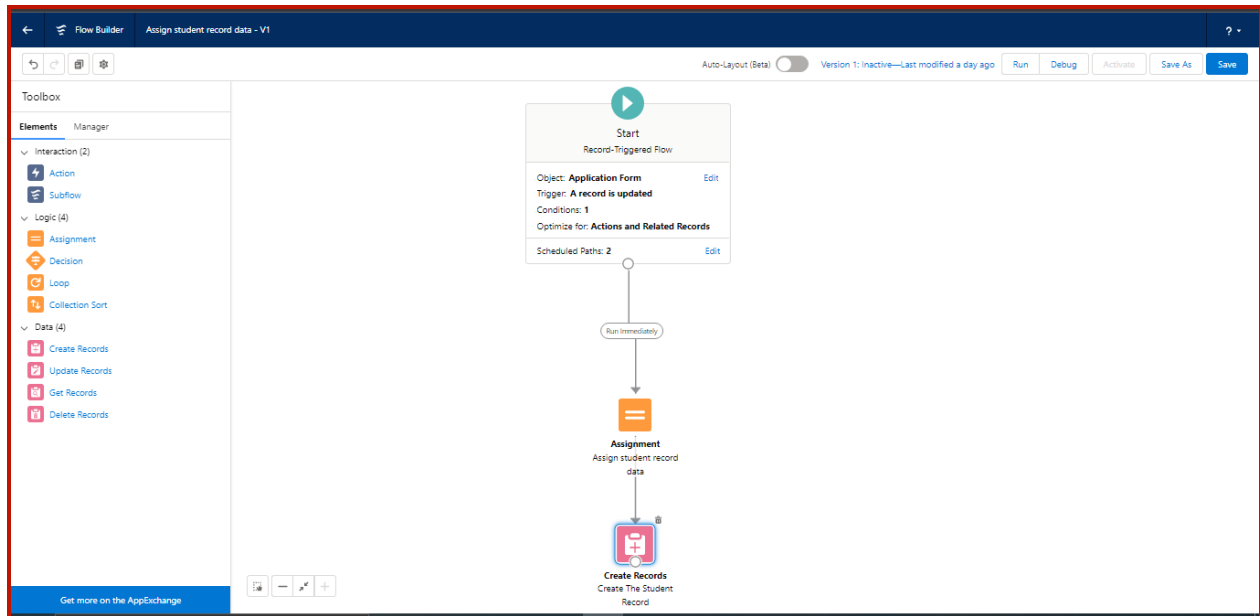 Flow Builder
Assign student record data - V1
?
Auto-Layout (Beta)
Version 1: Inactive—Last modified a day ago
Run
Debug
Activate
Save As
Save
Toolbox
Elements
Manager
Interaction (2)
Action
Subflow
Logic (4)
Assignment
Decision
Loop
Collection Sort
Data (4)
Create Records
Update Records
Get Records
Delete Records
Get more on the AppExchange
Start
Record-Triggered Flow
Object: Application Form
Edit
Trigger: A record is updated
Conditions: 1
Optimize for: Actions and Related Records
Scheduled Paths: 2
Edit
Run Immediately
Assignment
Assign student record
data
Create Records
Create The Student
Record